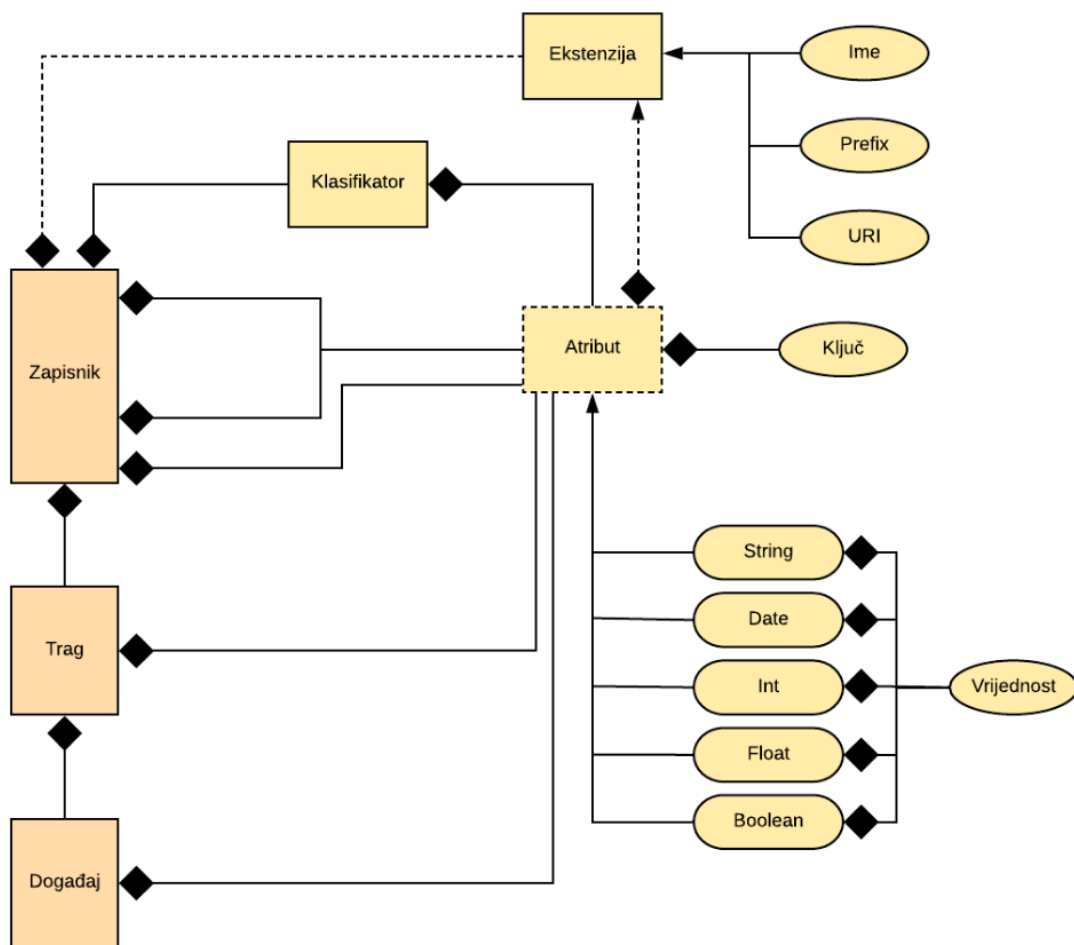 Ekstenzija
Ime
Prefix
URI
Klasifikator
Zapisnik
Atribut
Ključ
Trag
Događaj
String
Date
Int
Float
Boolean
Vrijednost